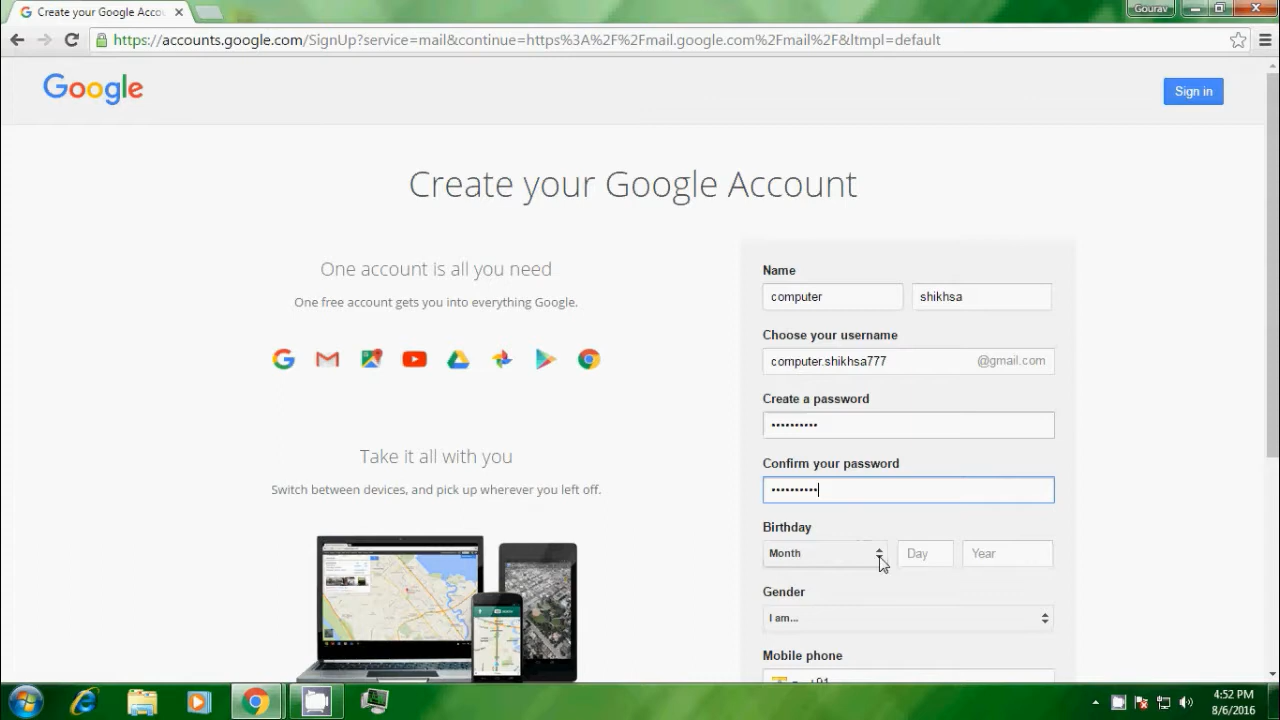 Create your Google Accou
Gourav
https://accounts.google.com/SignUp?service=mail&continue=https%3A%2F%2Fmail.google.com%2Fmail%2F&ltmpl=default
Google
Sign in
Create your Google Account
One account is all you need
One free account gets you into everything Google.
Take it all with you
Switch between devices, and pick up wherever you left off.
Name
computer shikhsa
Choose your username
computer.shikhsa777 @gmail.com
Create a password
••••••••••
Confirm your password
••••••••••
Birthday
Month Day Year
Gender
I am...
Mobile phone
4:52 PM
8/6/2016